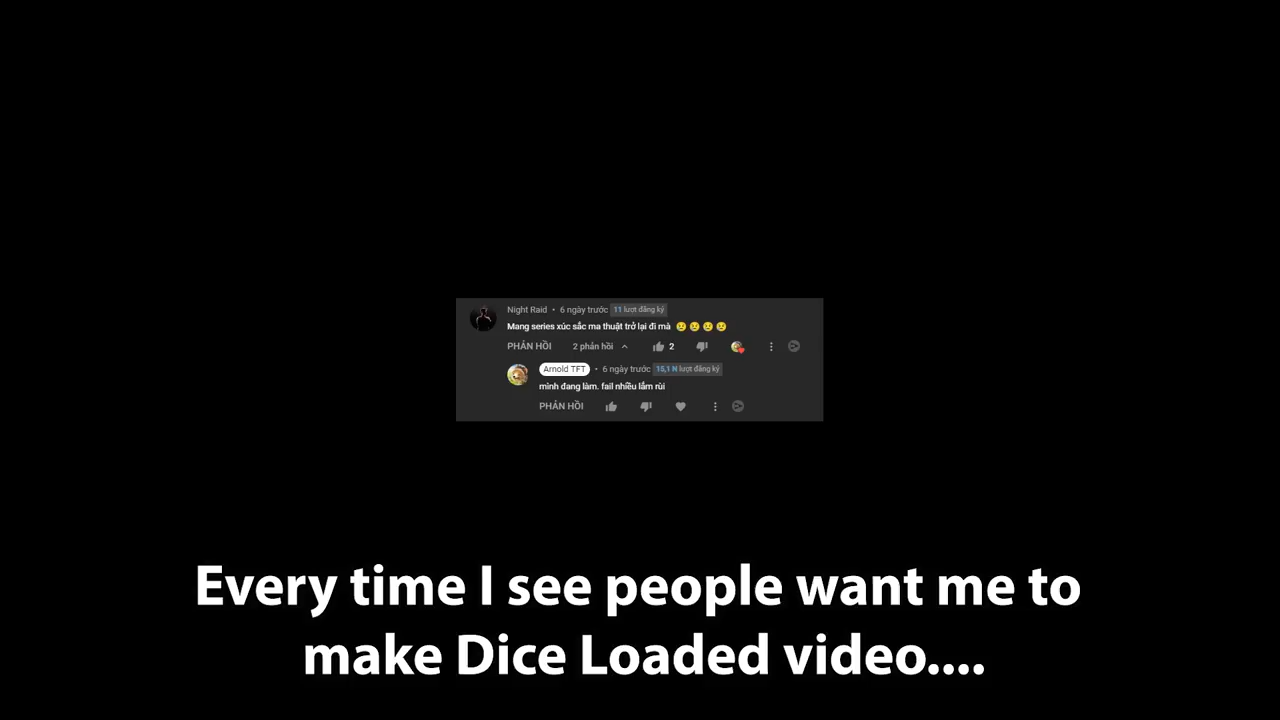 Night Raid • 6 ngày trước 11 lượt đăng ký
Mang series xúc sắc ma thuật trở lại đi mà 😢😢😢😢
PHẢN HỒI 2 phản hồi 2
Arnold TFT • 6 ngày trước 15,1 N lượt đăng ký
mình đang làm. fail nhiều lắm rùi
PHẢN HỒI
Every time I see people want me to
make Dice Loaded video....